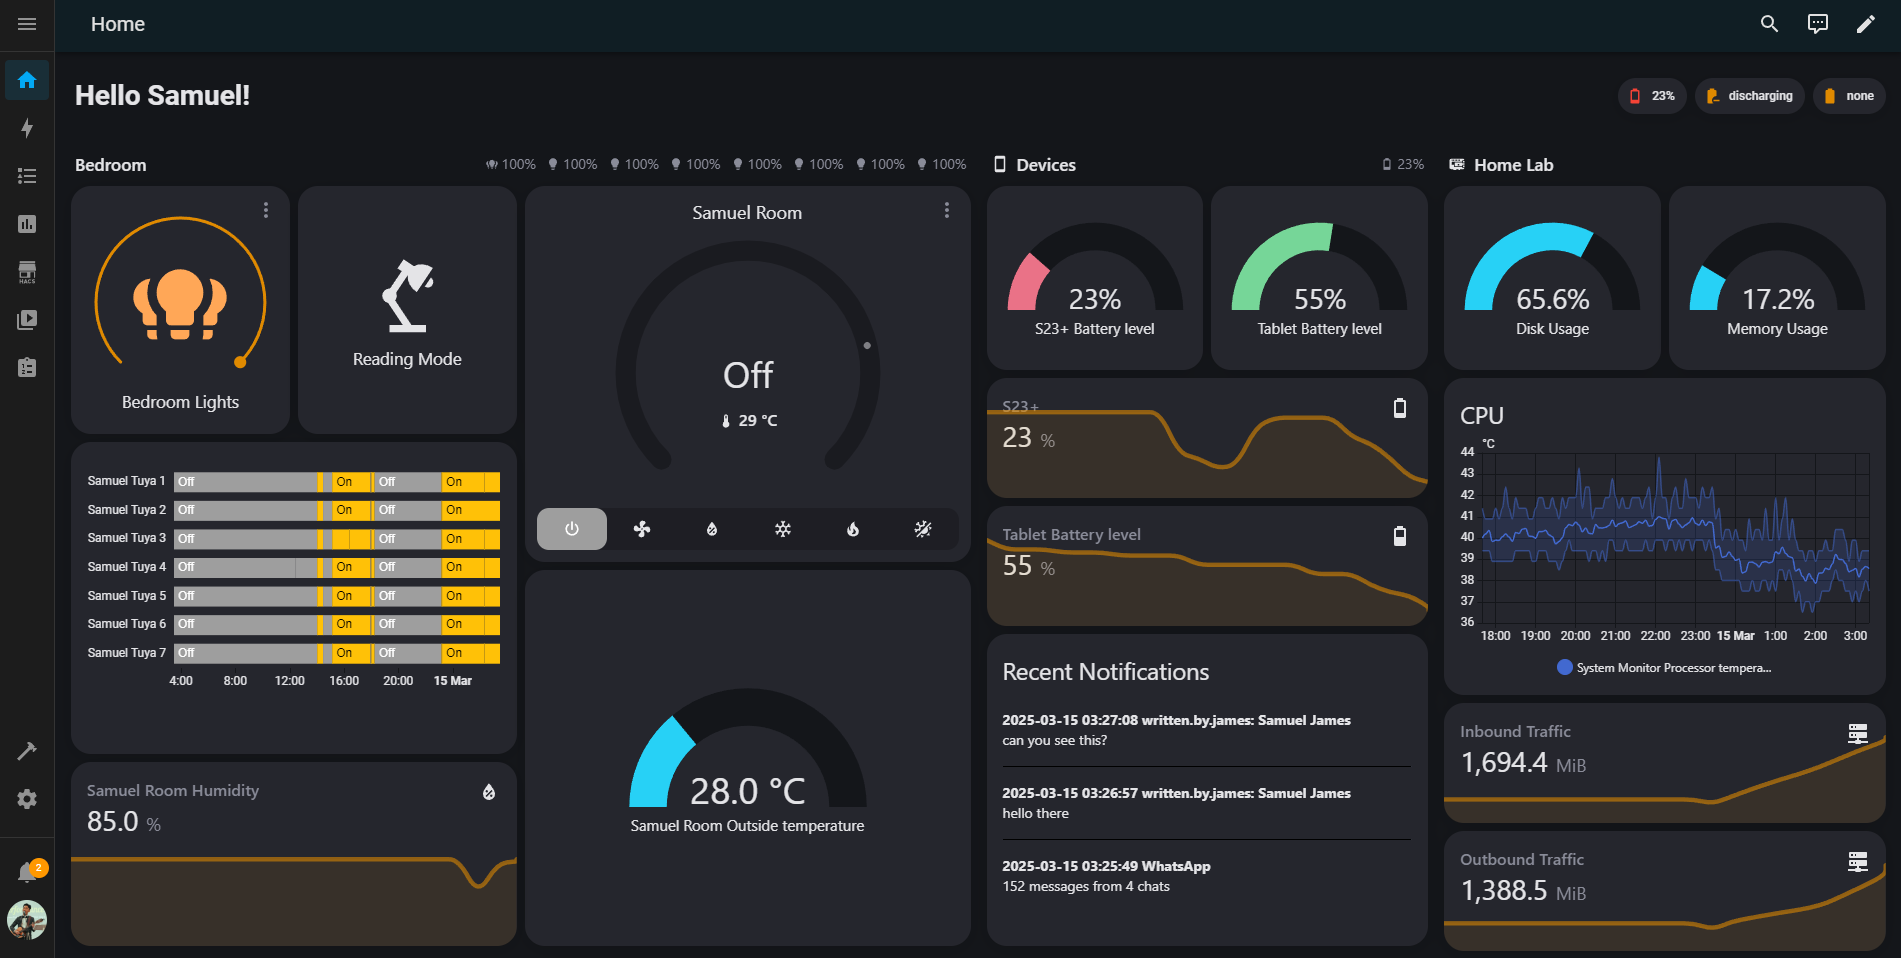 Home
Hello Samuel!
23%
discharging
none
Bedroom
100% 100% 100% 100% 100% 100% 100% 100%
Devices
23%
Home Lab
HACS
2
Bedroom Lights
Reading Mode
Samuel Room
Off
29 °C
Samuel Tuya 1 Off On Off On
Samuel Tuya 2 Off On Off On
Samuel Tuya 3 Off Off On
Samuel Tuya 4 Off On Off On
Samuel Tuya 5 Off On Off On
Samuel Tuya 6 Off On Off On
Samuel Tuya 7 Off On Off On
4:00 8:00 12:00 16:00 20:00 15 Mar
Samuel Room Humidity
85.0 %
28.0 °C
Samuel Room Outside temperature
23%
S23+ Battery level
55%
Tablet Battery level
S23+
23 %
Tablet Battery level
55 %
Recent Notifications
2025-03-15 03:27:08 written.by.james: Samuel James
can you see this?
2025-03-15 03:26:57 written.by.james: Samuel James
hello there
2025-03-15 03:25:49 WhatsApp
152 messages from 4 chats
65.6%
Disk Usage
17.2%
Memory Usage
CPU
°C
44
43
42
41
40
39
38
37
36
18:00 19:00 20:00 21:00 22:00 23:00 15 Mar 1:00 2:00 3:00
System Monitor Processor tempera...
Inbound Traffic
1,694.4 MiB
Outbound Traffic
1,388.5 MiB